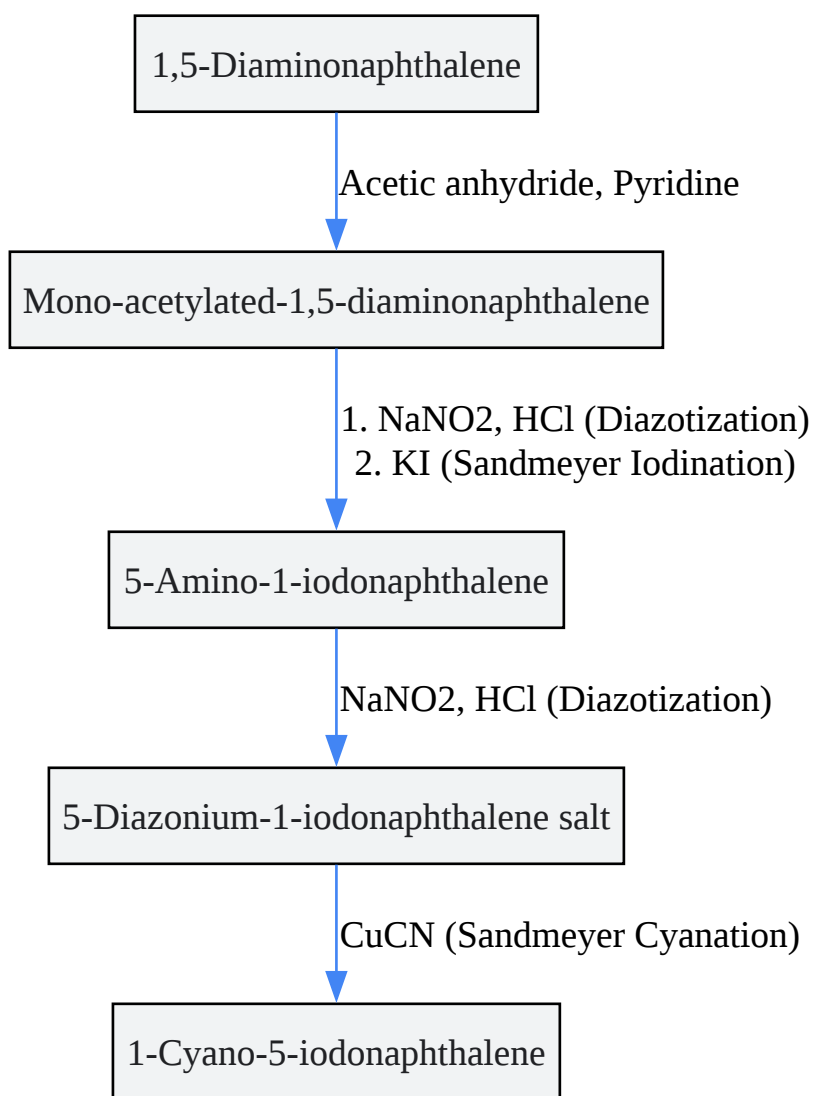 1,5-Diaminonaphthalene
Acetic anhydride, Pyridine
Mono-acetylated-1,5-diaminonaphthalene
1. NaNO2, HCl (Diazotization)
2. KI (Sandmeyer Iodination)
5-Amino-1-iodonaphthalene
NaNO2, HCl (Diazotization)
5-Diazonium-1-iodonaphthalene salt
CuCN (Sandmeyer Cyanation)
1-Cyano-5-iodonaphthalene